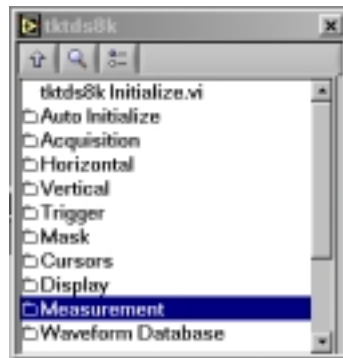 tktds8k
tktds8k Initialize.vi
Auto Initialize
Acquisition
Horizontal
Vertical
Trigger
Mask
Cursors
Display
Measurement
Waveform Database